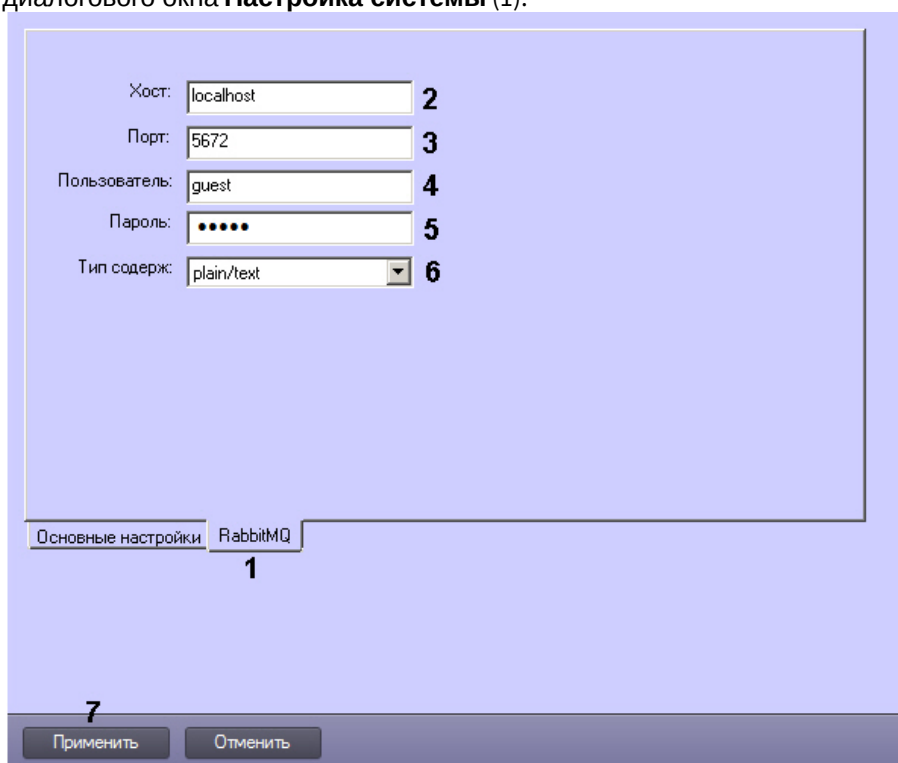 диалогового окна Настройка системы (1).
Хост: localhost 2
Порт: 5672 3
Пользователь: guest 4
Пароль: ••••• 5
Тип содерж: plain/text 6
Основные настройки RabbitMQ
1
7
Применить Отменить